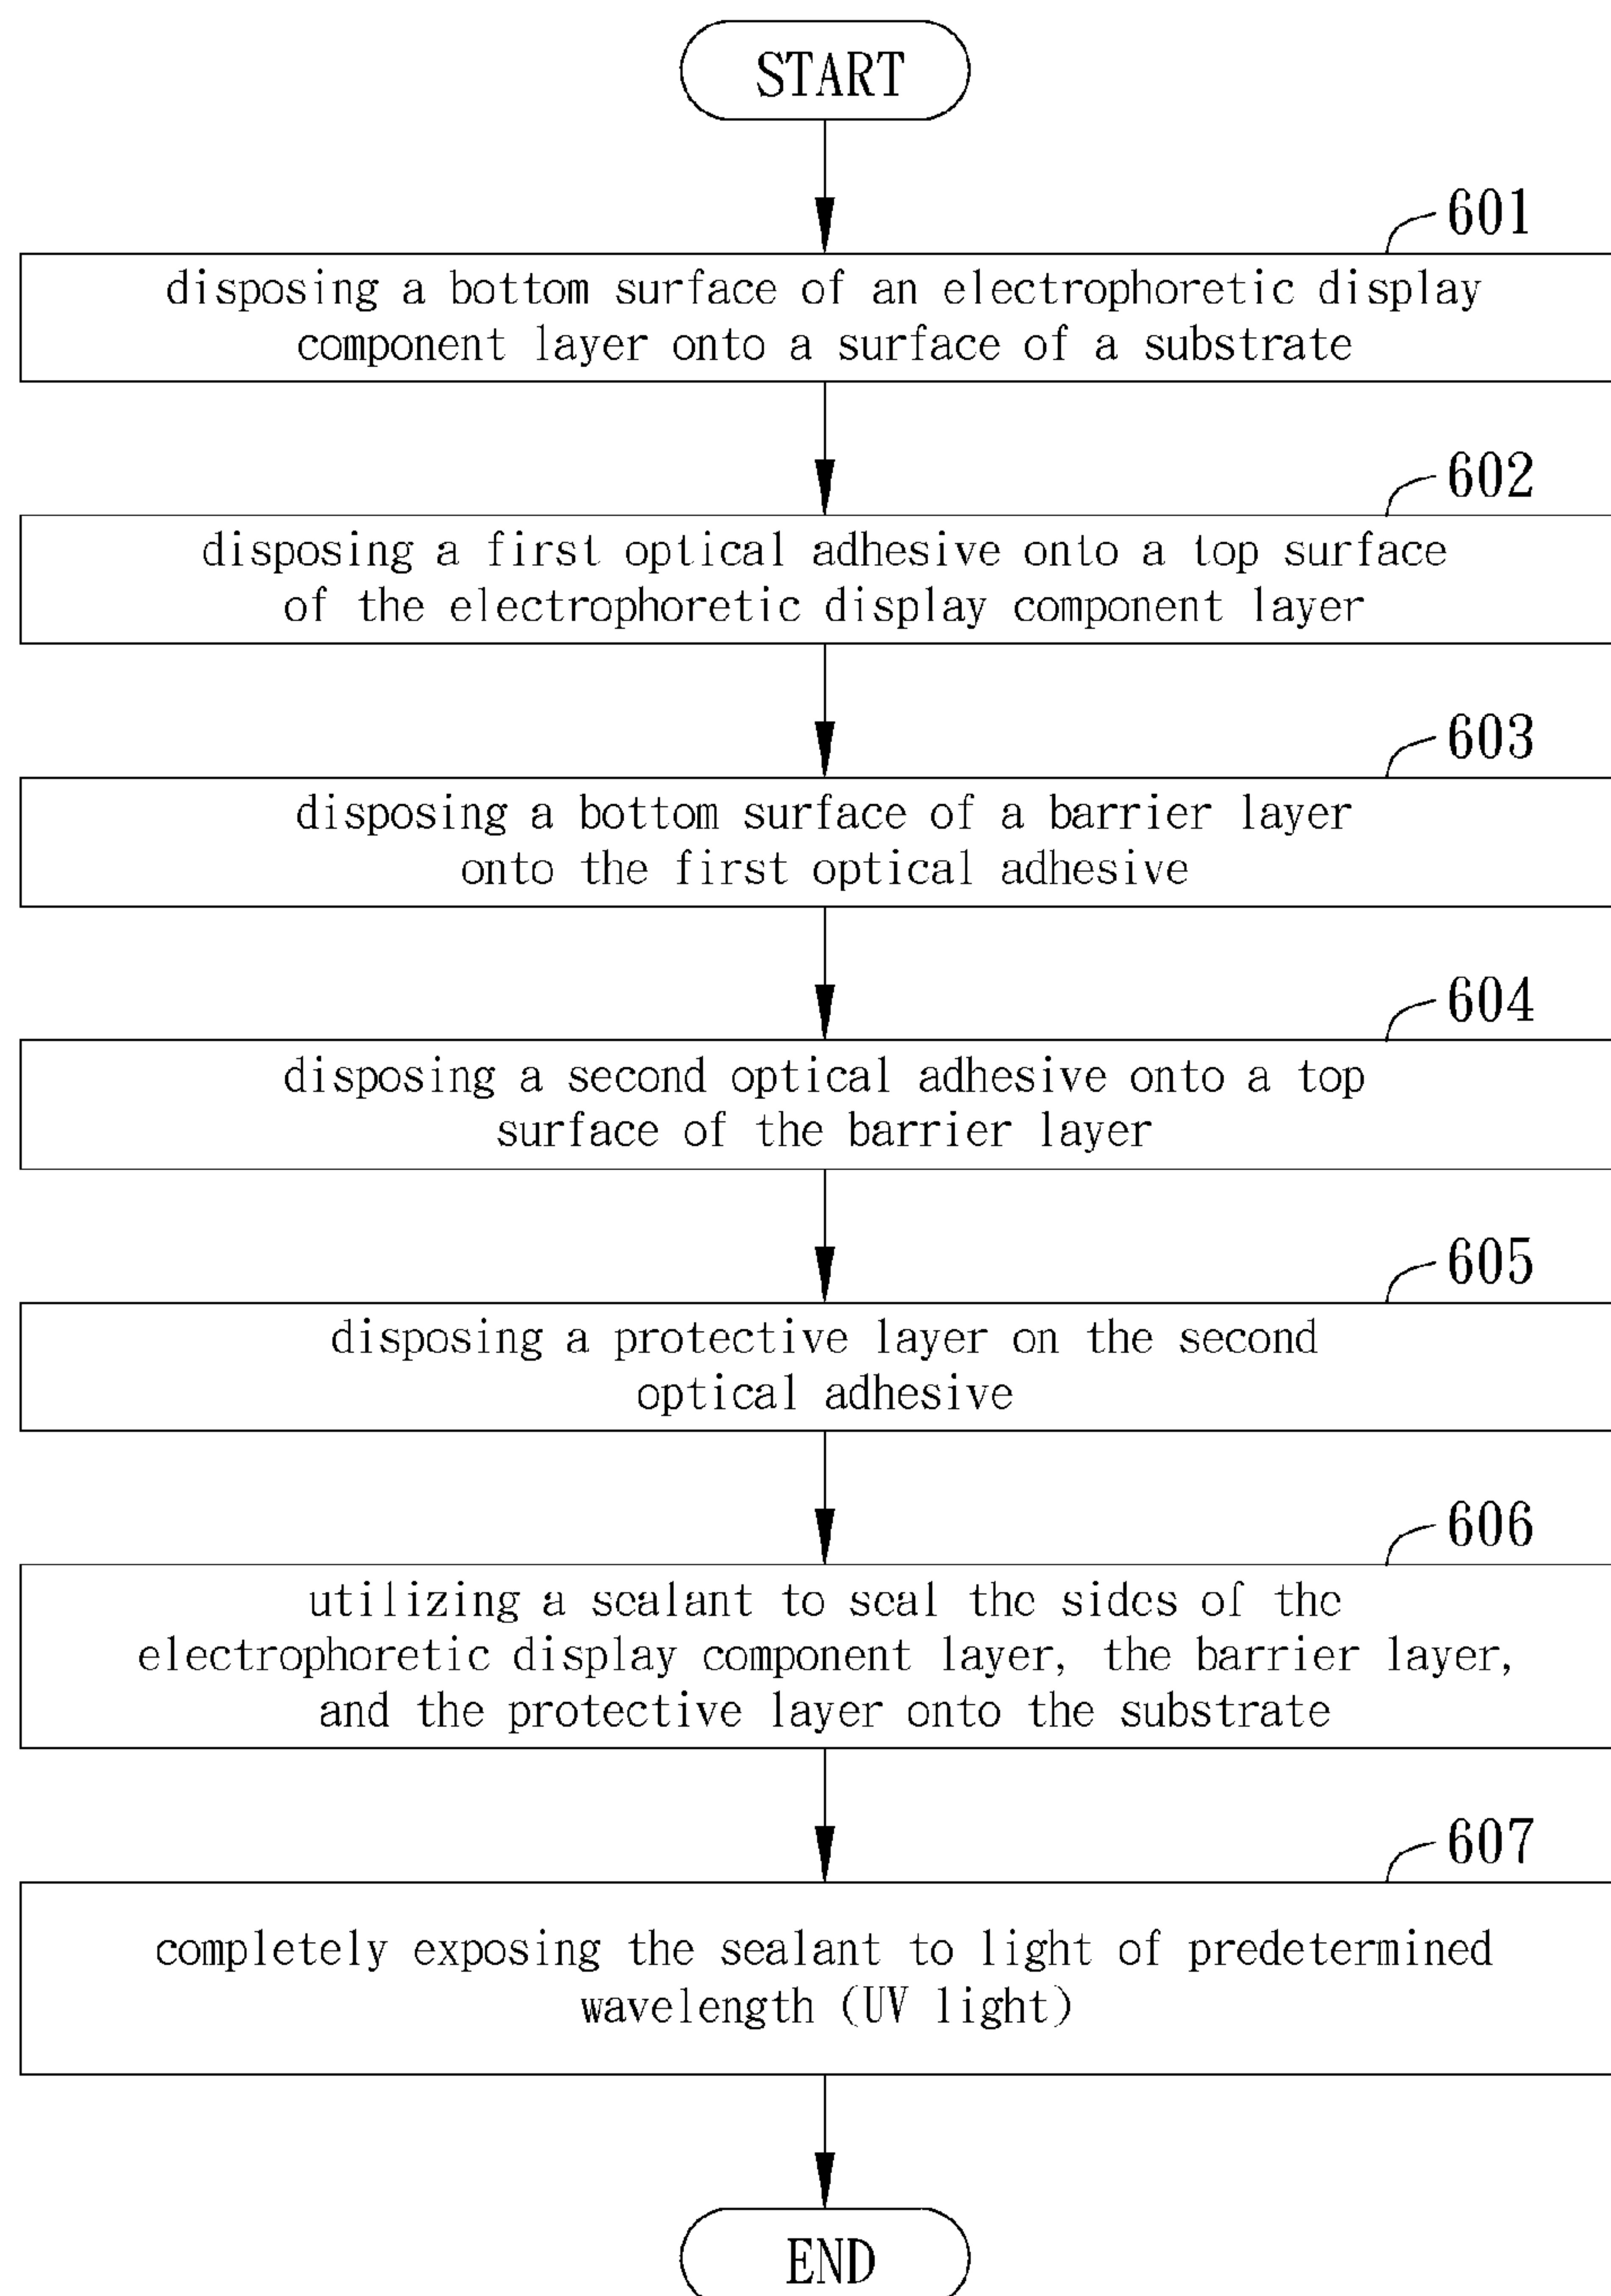 START
601
disposing a bottom surface of an electrophoretic display
component layer onto a surface of a substrate
602
disposing a first optical adhesive onto a top surface
of the electrophoretic display component layer
603
disposing a bottom surface of a barrier layer
onto the first optical adhesive
604
disposing a second optical adhesive onto a top
surface of the barrier layer
605
disposing a protective layer on the second
optical adhesive
606
utilizing a sealant to seal the sides of the
electrophoretic display component layer, the barrier layer,
and the protective layer onto the substrate
607
completely exposing the sealant to light of predetermined
wavelength (UV light)
END